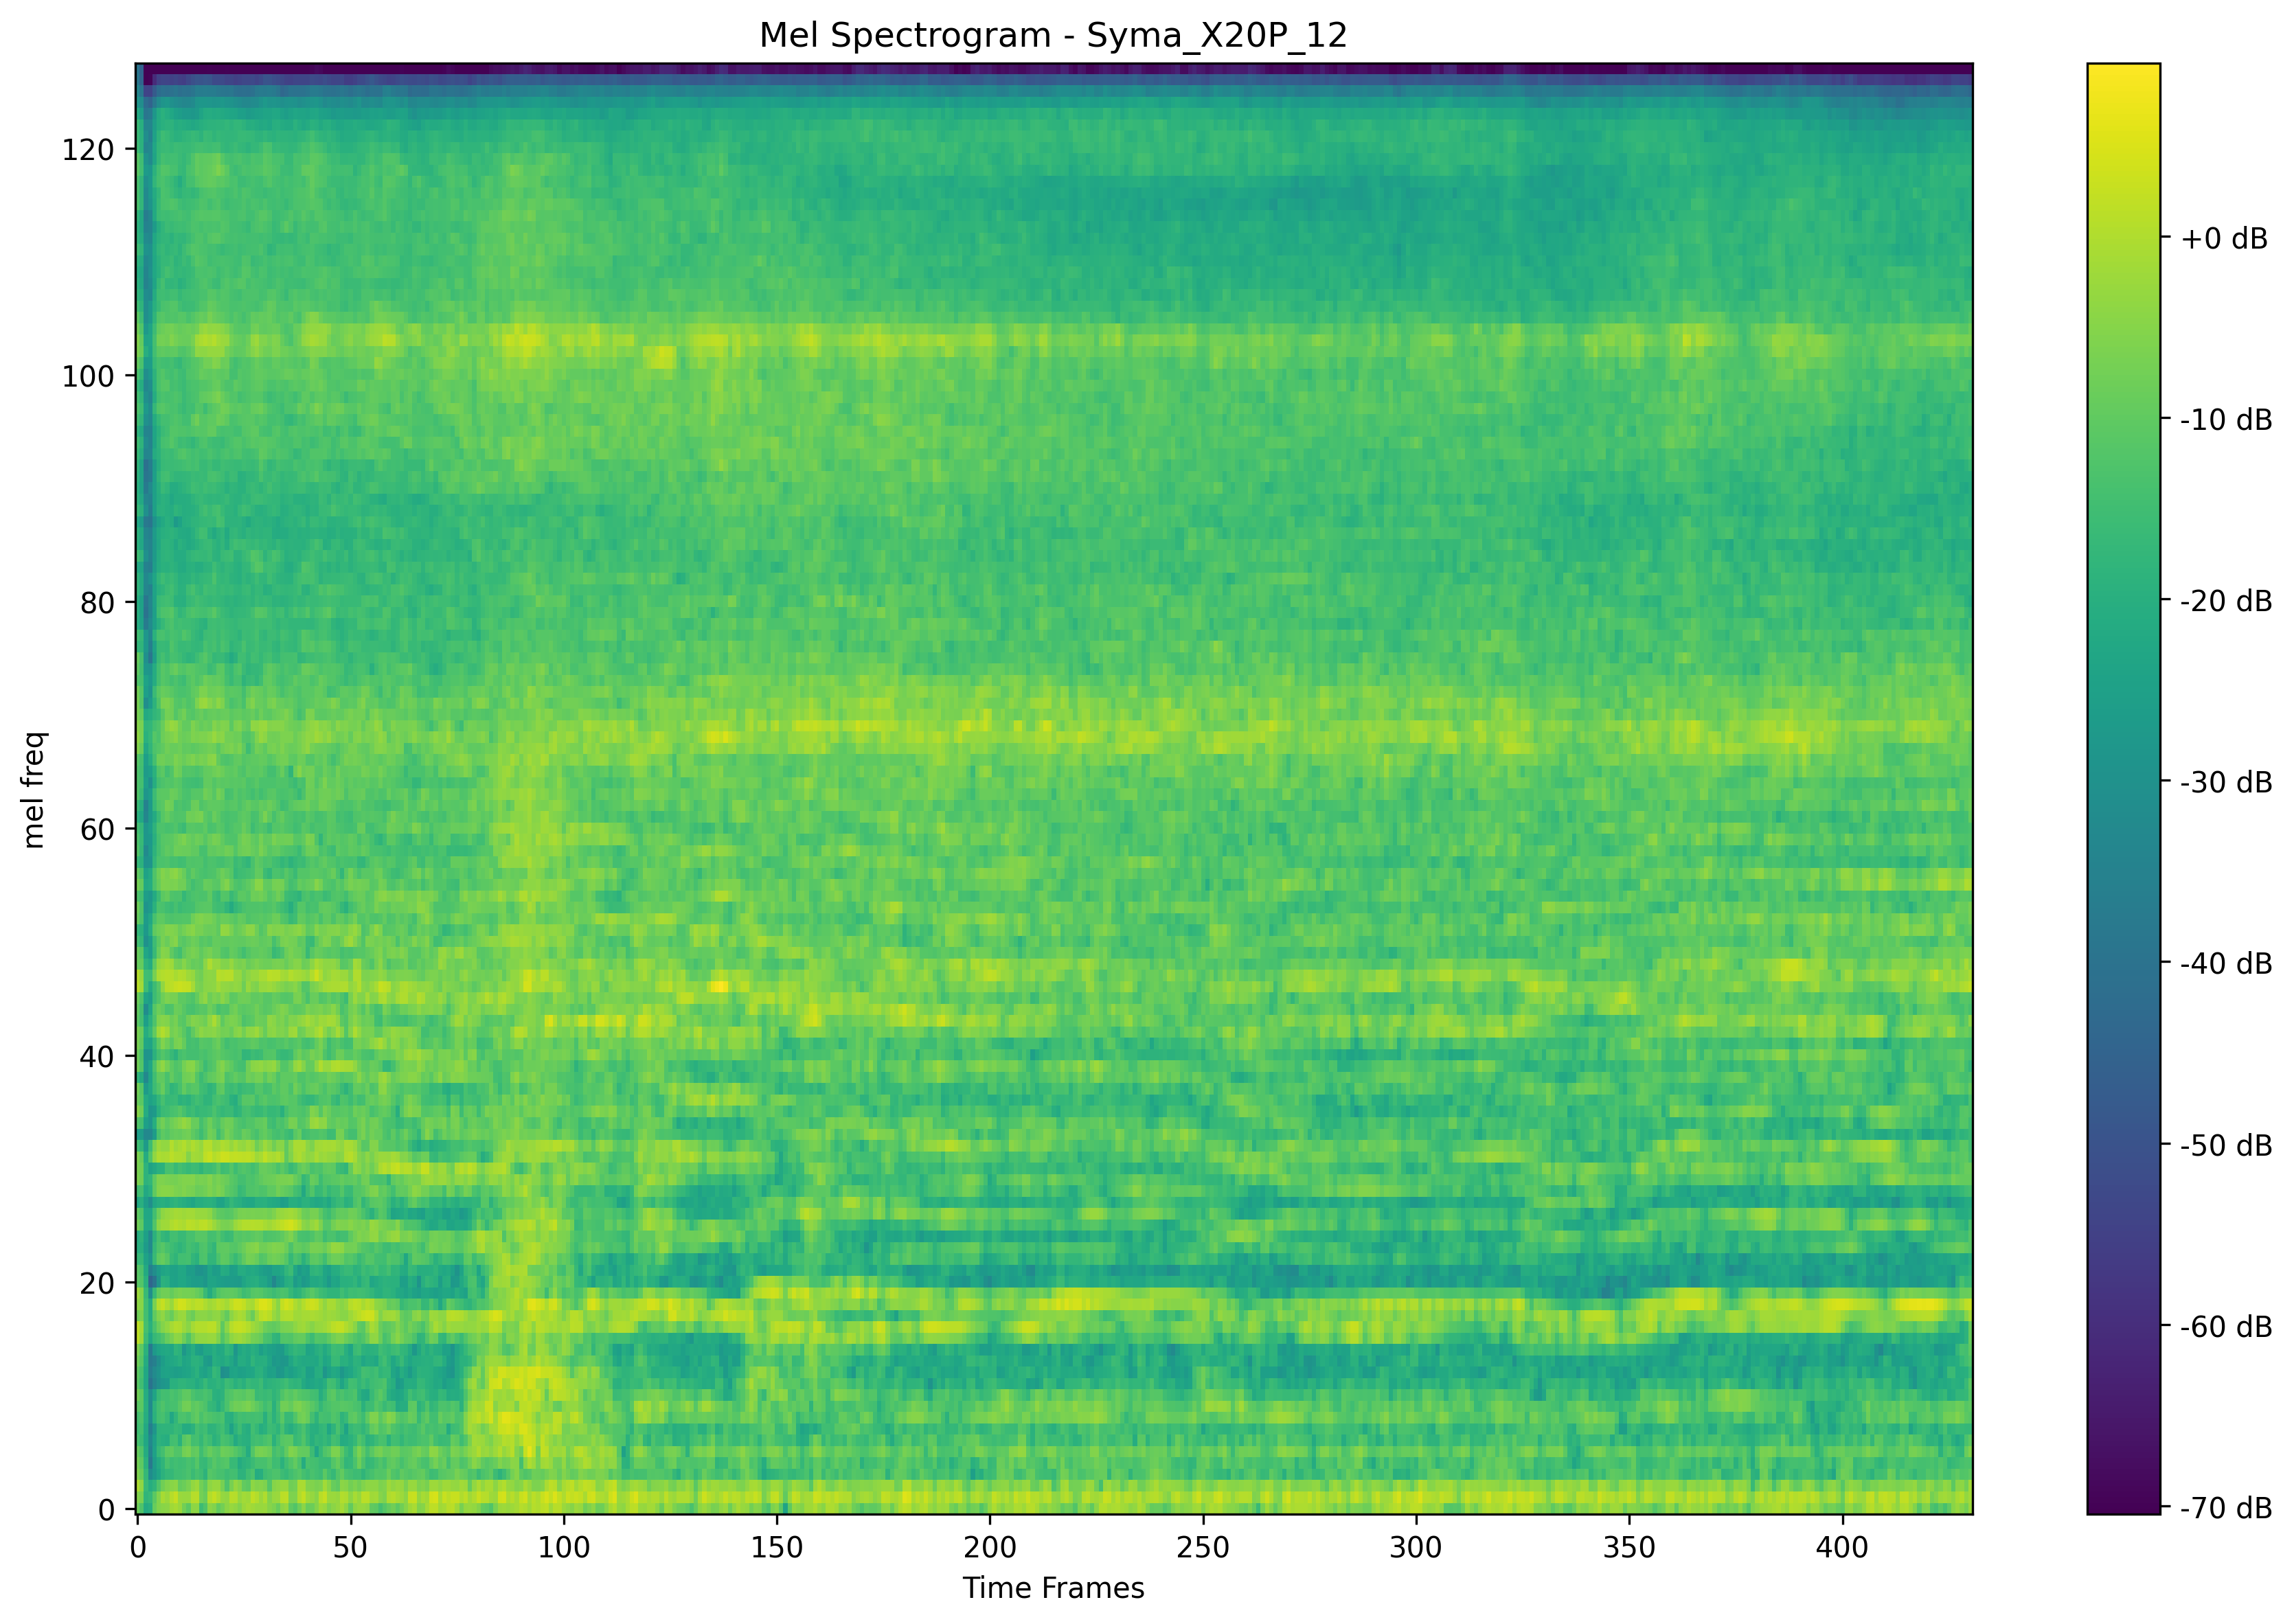 Mel Spectrogram - Syma_X20P_12
mel freq
120
100
80
60
40
20
0
0 50 100 150 200 250 300 350 400
Time Frames
+0 dB
-10 dB
-20 dB
-30 dB
-40 dB
-50 dB
-60 dB
-70 dB